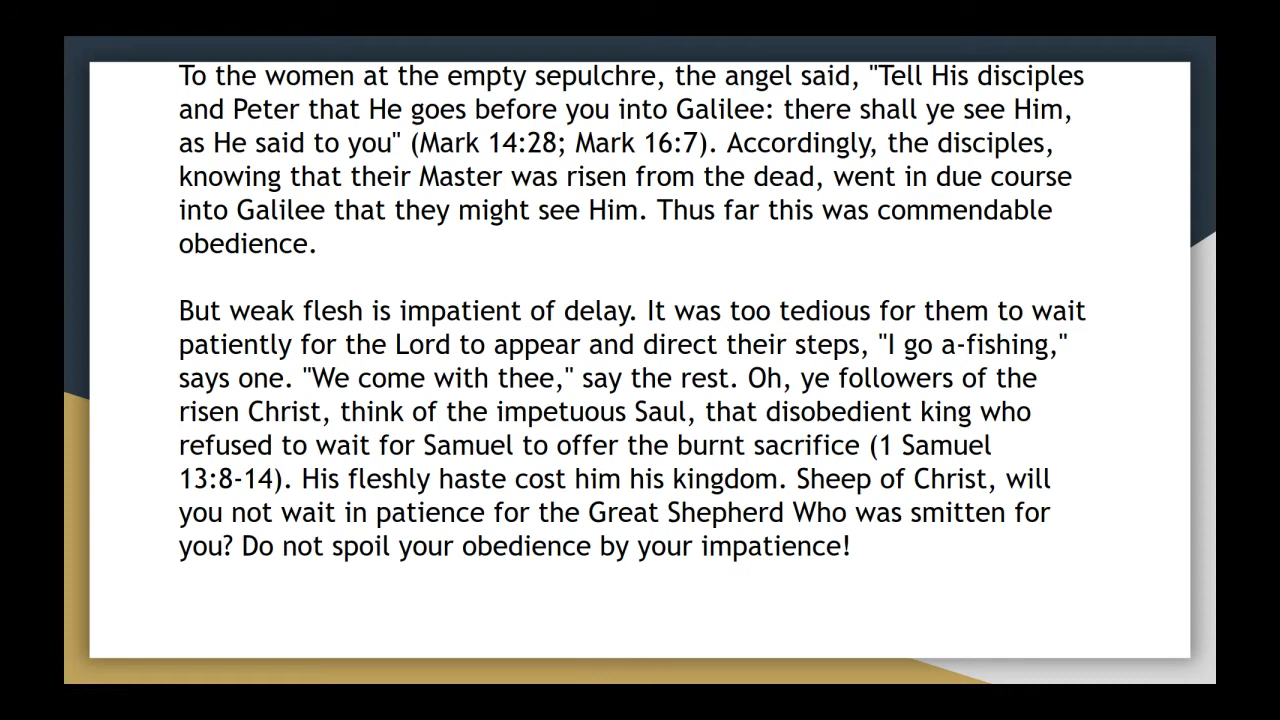 To the women at the empty sepulchre, the angel said, "Tell His disciples
and Peter that He goes before you into Galilee: there shall ye see Him,
as He said to you" (Mark 14:28; Mark 16:7). Accordingly, the disciples,
knowing that their Master was risen from the dead, went in due course
into Galilee that they might see Him. Thus far this was commendable
obedience.
But weak flesh is impatient of delay. It was too tedious for them to wait
patiently for the Lord to appear and direct their steps, "I go a-fishing,"
says one. "We come with thee," say the rest. Oh, ye followers of the
risen Christ, think of the impetuous Saul, that disobedient king who
refused to wait for Samuel to offer the burnt sacrifice (1 Samuel
13:8-14). His fleshly haste cost him his kingdom. Sheep of Christ, will
you not wait in patience for the Great Shepherd Who was smitten for
you? Do not spoil your obedience by your impatience!